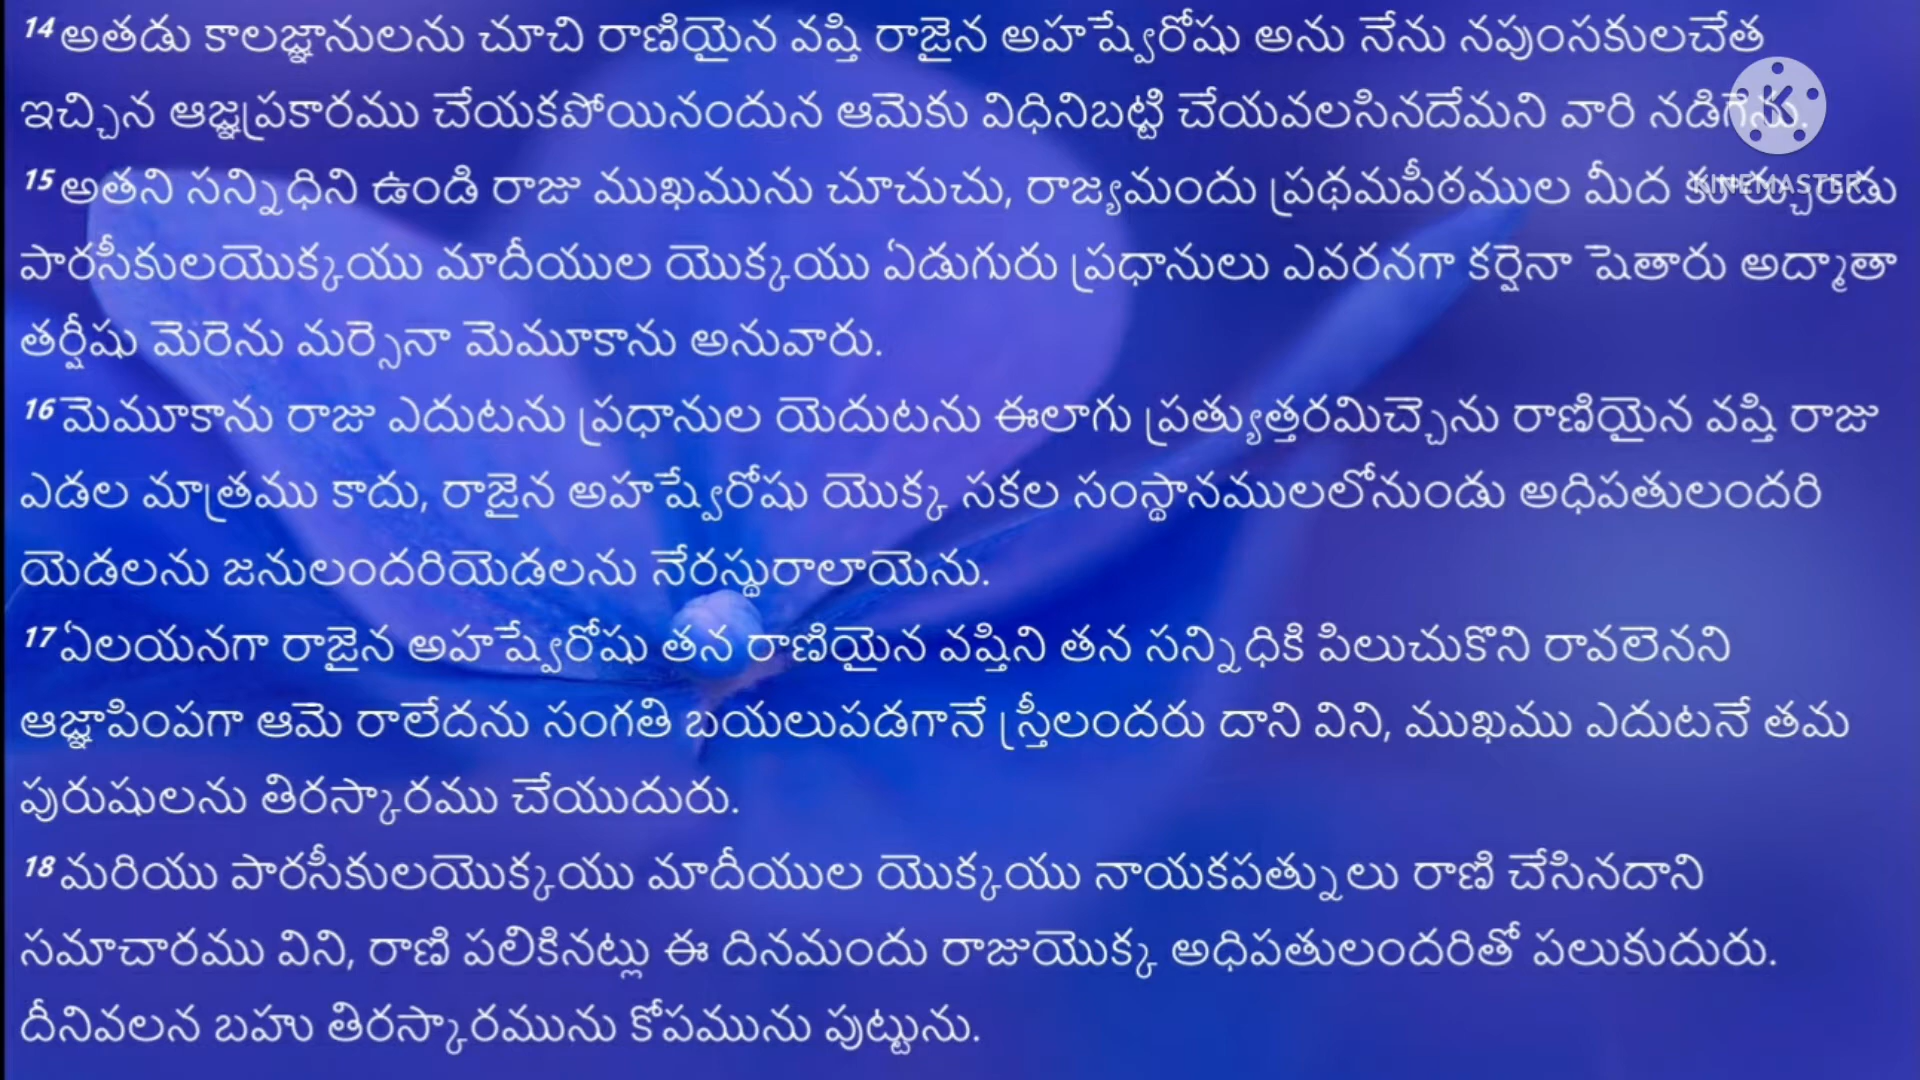 14 అతడు కాలజ్ఞానులను చూచి రాణియైన వష్తి రాజైన అహష్వేరోషు అను నేను నపుంసకులచేత
ఇచ్చిన ఆజ్ఞప్రకారము చేయకపోయినందున ఆమెకు విధినిబట్టి చేయవలసినదేమని వారి నడిగెను.
15 అతని సన్నిధిని ఉండి రాజు ముఖమును చూచుచు, రాజ్యమందు ప్రథమపీఠముల మీద కూర్చుండు
KINEMASTER
పారసీకులయొక్కయు మాదీయుల యొక్కయు ఏడుగురు ప్రధానులు ఎవరనగా కర్షెనా షెతారు అద్మాతా
తర్షీషు మెరెను మర్సెనా మెమూకాను అనువారు.
16 మెమూకాను రాజు ఎదుటను ప్రధానుల యెదుటను ఈలాగు ప్రత్యుత్తరమిచ్చెను రాణియైన వష్తి రాజు
ఎడల మాత్రము కాదు, రాజైన అహష్వేరోషు యొక్క సకల సంస్థానములలోనుండు అధిపతులందరి
యెడలను జనులందరియెడలను నేరస్థురాలాయెను.
17 ఏలయనగా రాజైన అహష్వేరోషు తన రాణియైన వష్తిని తన సన్నిధికి పిలుచుకొని రావలెనని
ఆజ్ఞాపింపగా ఆమె రాలేదను సంగతి బయలుపడగానే స్త్రీలందరు దాని విని, ముఖము ఎదుటనే తమ
పురుషులను తిరస్కారము చేయుదురు.
18 మరియు పారసీకులయొక్కయు మాదీయుల యొక్కయు నాయకపత్నులు రాణి చేసినదాని
సమాచారము విని, రాణి పలికినట్లు ఈ దినమందు రాజుయొక్క అధిపతులందరితో పలుకుదురు.
దీనివలన బహు తిరస్కారమును కోపమును పుట్టును.